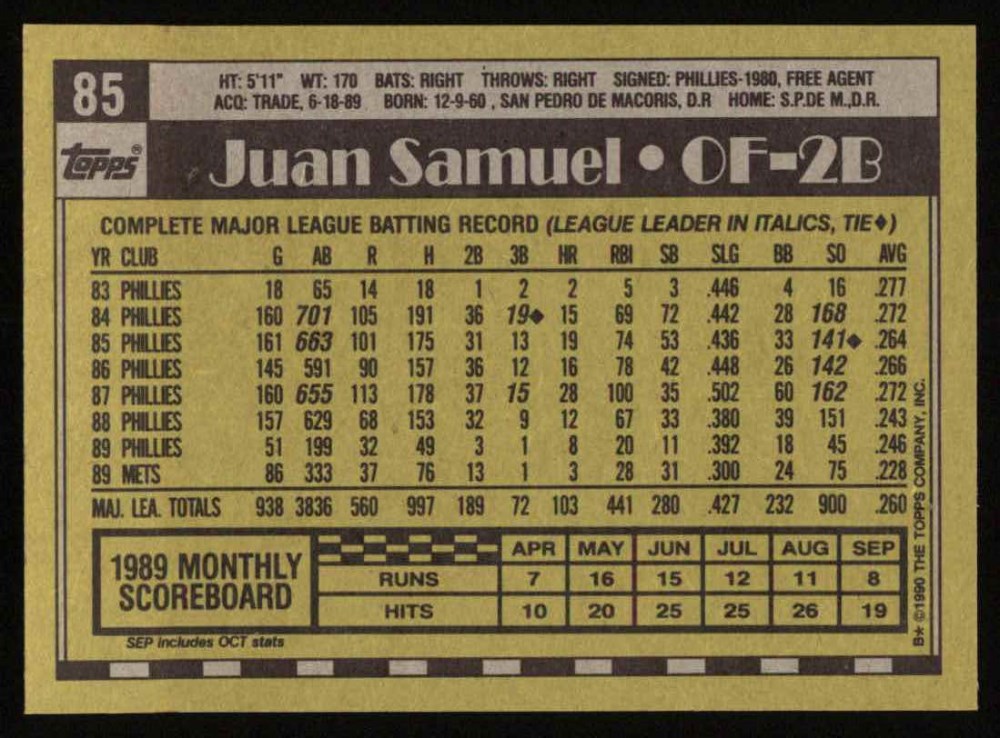 85
HT: 5'11" WT: 170 BATS: RIGHT THROWS: RIGHT SIGNED: PHILLIES-1980, FREE AGENT
ACQ: TRADE, 6-18-89 BORN: 12-9-60 , SAN PEDRO DE MACORIS, D.R HOME: S.P.DE M.,D.R.
topps®
Juan Samuel • OF-2B
COMPLETE MAJOR LEAGUE BATTING RECORD (LEAGUE LEADER IN ITALICS, TIE♦)
YR CLUB G AB R H 2B 3B HR RBI SB SLG BB SO AVG
83 PHILLIES 18 65 14 18 1 2 2 5 3 .446 4 16 .277
84 PHILLIES 160 701 105 191 36 19♦ 15 69 72 .442 28 168 .272
85 PHILLIES 161 663 101 175 31 13 19 74 53 .436 33 141♦ .264
86 PHILLIES 145 591 90 157 36 12 16 78 42 .448 26 142 .266
87 PHILLIES 160 655 113 178 37 15 28 100 35 .502 60 162 .272
88 PHILLIES 157 629 68 153 32 9 12 67 33 .380 39 151 .243
89 PHILLIES 51 199 32 49 3 1 8 20 11 .392 18 45 .246
89 METS 86 333 37 76 13 1 3 28 31 .300 24 75 .228
MAJ. LEA. TOTALS 938 3836 560 997 189 72 103 441 280 .427 232 900 .260
1989 MONTHLY
SCOREBOARD
APR MAY JUN JUL AUG SEP
RUNS 7 16 15 12 11 8
HITS 10 20 25 25 26 19
SEP includes OCT stats
B★ ©1990 THE TOPPS COMPANY, INC.